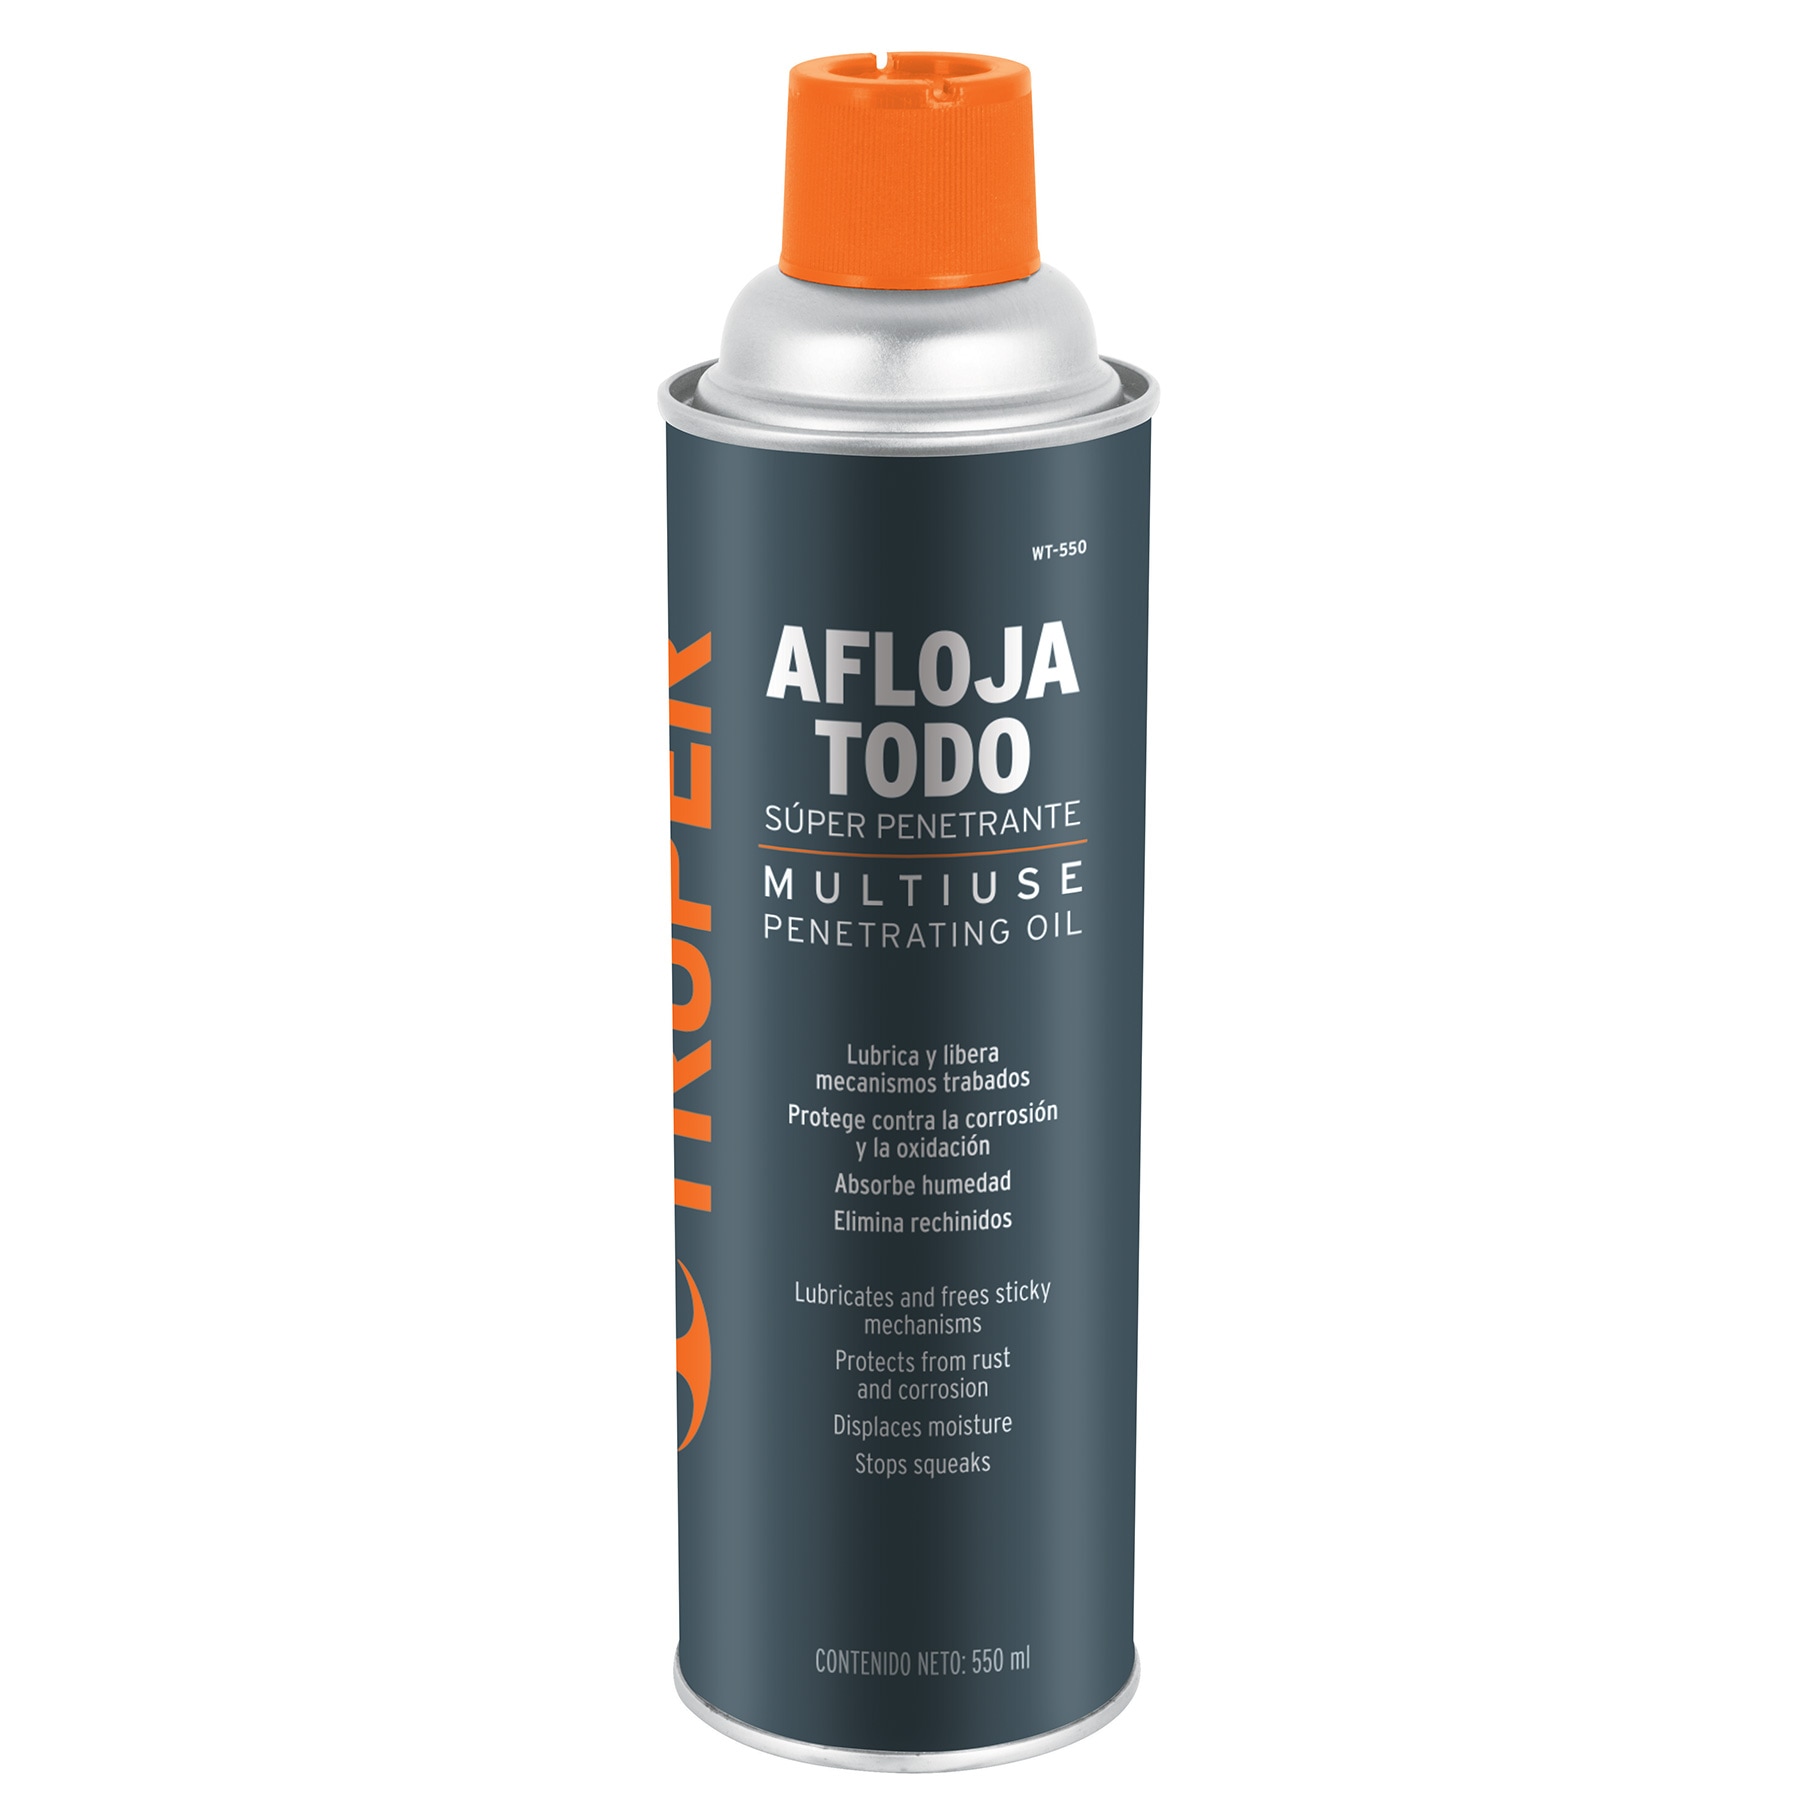 WT-550
TRUPER
AFLOJA
TODO
SÚPER PENETRANTE
MULTIUSE
PENETRATING OIL
Lubrica y libera
mecanismos trabados
Protege contra la corrosión
y la oxidación
Absorbe humedad
Elimina rechinidos
Lubricates and frees sticky
mechanisms
Protects from rust
and corrosion
Displaces moisture
Stops squeaks
CONTENIDO NETO: 550 ml